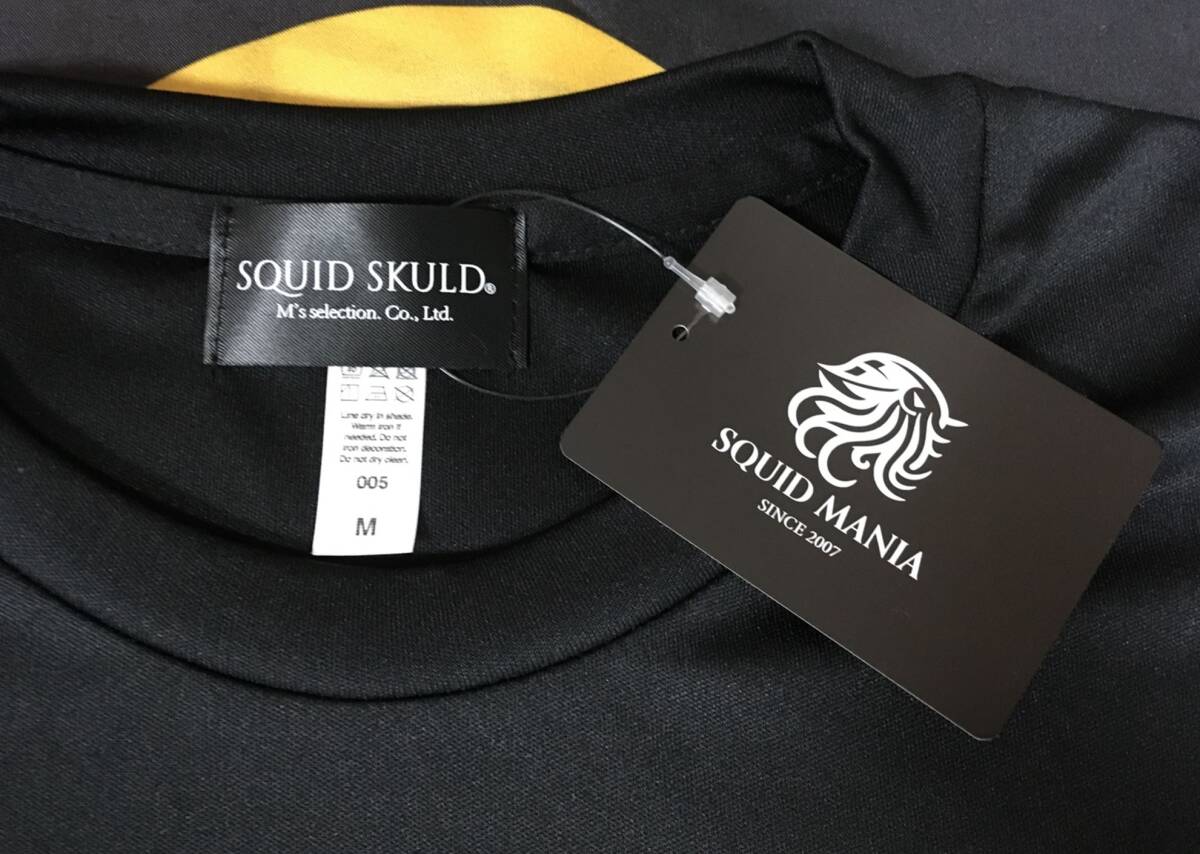 SQUID SKULD®
M's selection. Co., Ltd.
Line dry in shade.
Warm iron if
needed. Do not
iron decoration.
Do not dry clean.
005
M
SQUID MANIA
SINCE 2007